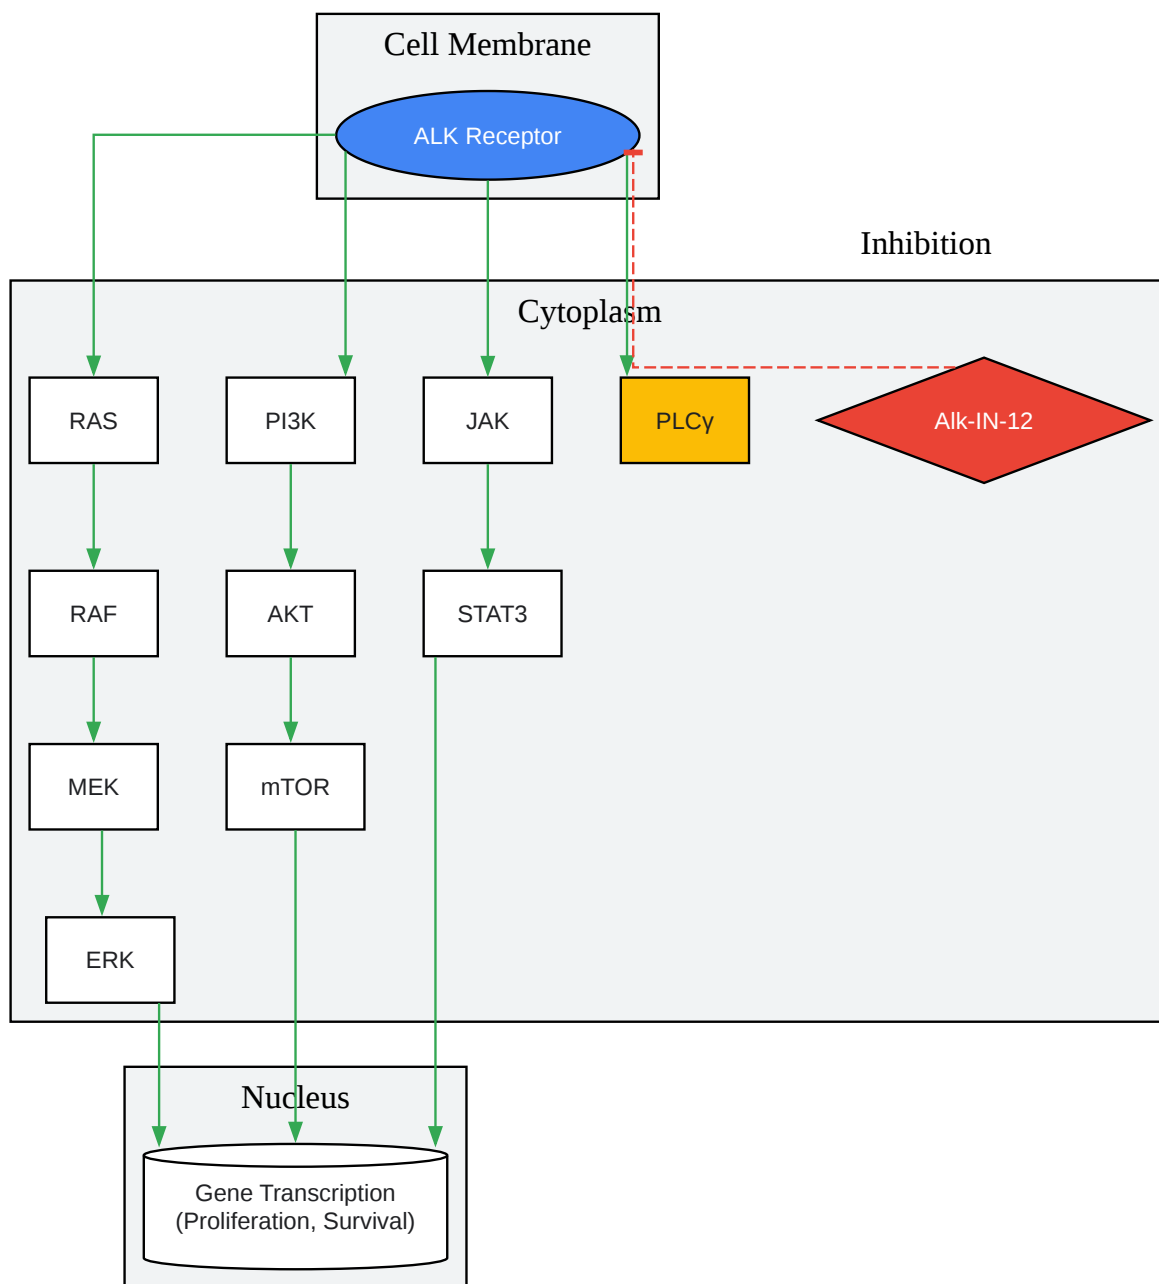 Cell Membrane
ALK Receptor
Inhibition
Cytoplasm
RAS
PI3K
JAK
PLCγ
Alk-IN-12
RAF
AKT
STAT3
MEK
mTOR
ERK
Nucleus
Gene Transcription
(Proliferation, Survival)